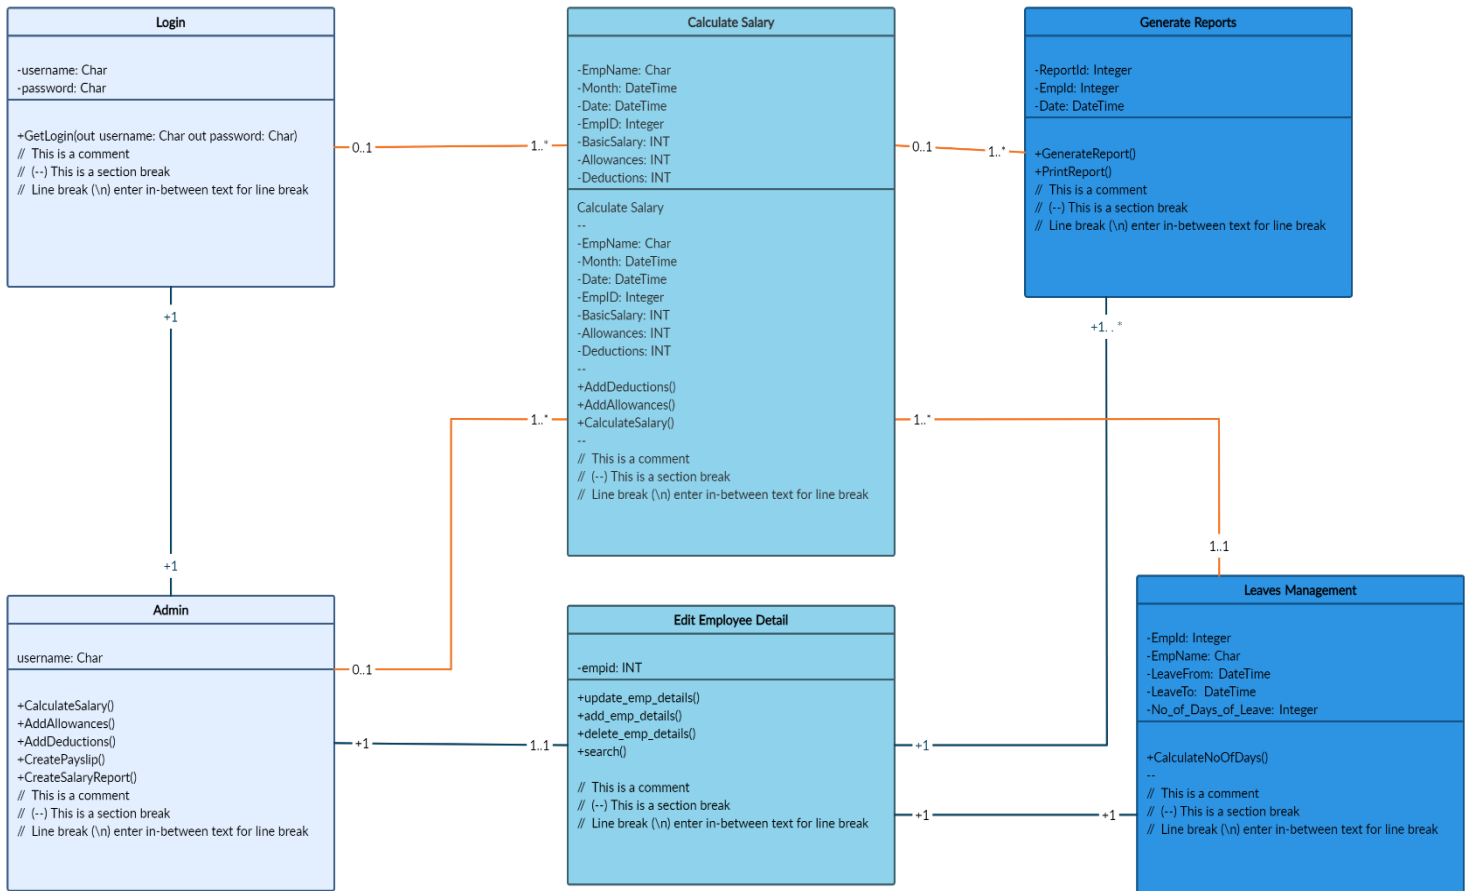 Login
-username: Char
-password: Char
+GetLogin(out username: Char out password: Char)
// This is a comment
// (--) This is a section break
// Line break (\n) enter in-between text for line break
0..1
1..*
Calculate Salary
-EmpName: Char
-Month: DateTime
-Date: DateTime
-EmpID: Integer
-BasicSalary: INT
-Allowances: INT
-Deductions: INT
Calculate Salary
--
-EmpName: Char
-Month: DateTime
-Date: DateTime
-EmpID: Integer
-BasicSalary: INT
-Allowances: INT
-Deductions: INT
--
+AddDeductions()
+AddAllowances()
+CalculateSalary()
--
// This is a comment
// (--) This is a section break
// Line break (\n) enter in-between text for line break
0..1
1..*
Generate Reports
-ReportId: Integer
-EmpId: Integer
-Date: DateTime
+GenerateReport()
+PrintReport()
// This is a comment
// (--) This is a section break
// Line break (\n) enter in-between text for line break
+1
+1
+1. . *
1..*
1..*
1..1
Admin
username: Char
+CalculateSalary()
+AddAllowances()
+AddDeductions()
+CreatePayslip()
+CreateSalaryReport()
// This is a comment
// (--) This is a section break
// Line break (\n) enter in-between text for line break
0..1
+1
1..1
Edit Employee Detail
-empid: INT
+update_emp_details()
+add_emp_details()
+delete_emp_details()
+search()
// This is a comment
// (--) This is a section break
// Line break (\n) enter in-between text for line break
+1
+1
+1
Leaves Management
-EmpId: Integer
-EmpName: Char
-LeaveFrom: DateTime
-LeaveTo: DateTime
-No_of_Days_of_Leave: Integer
+CalculateNoOfDays()
--
// This is a comment
// (--) This is a section break
// Line break (\n) enter in-between text for line break